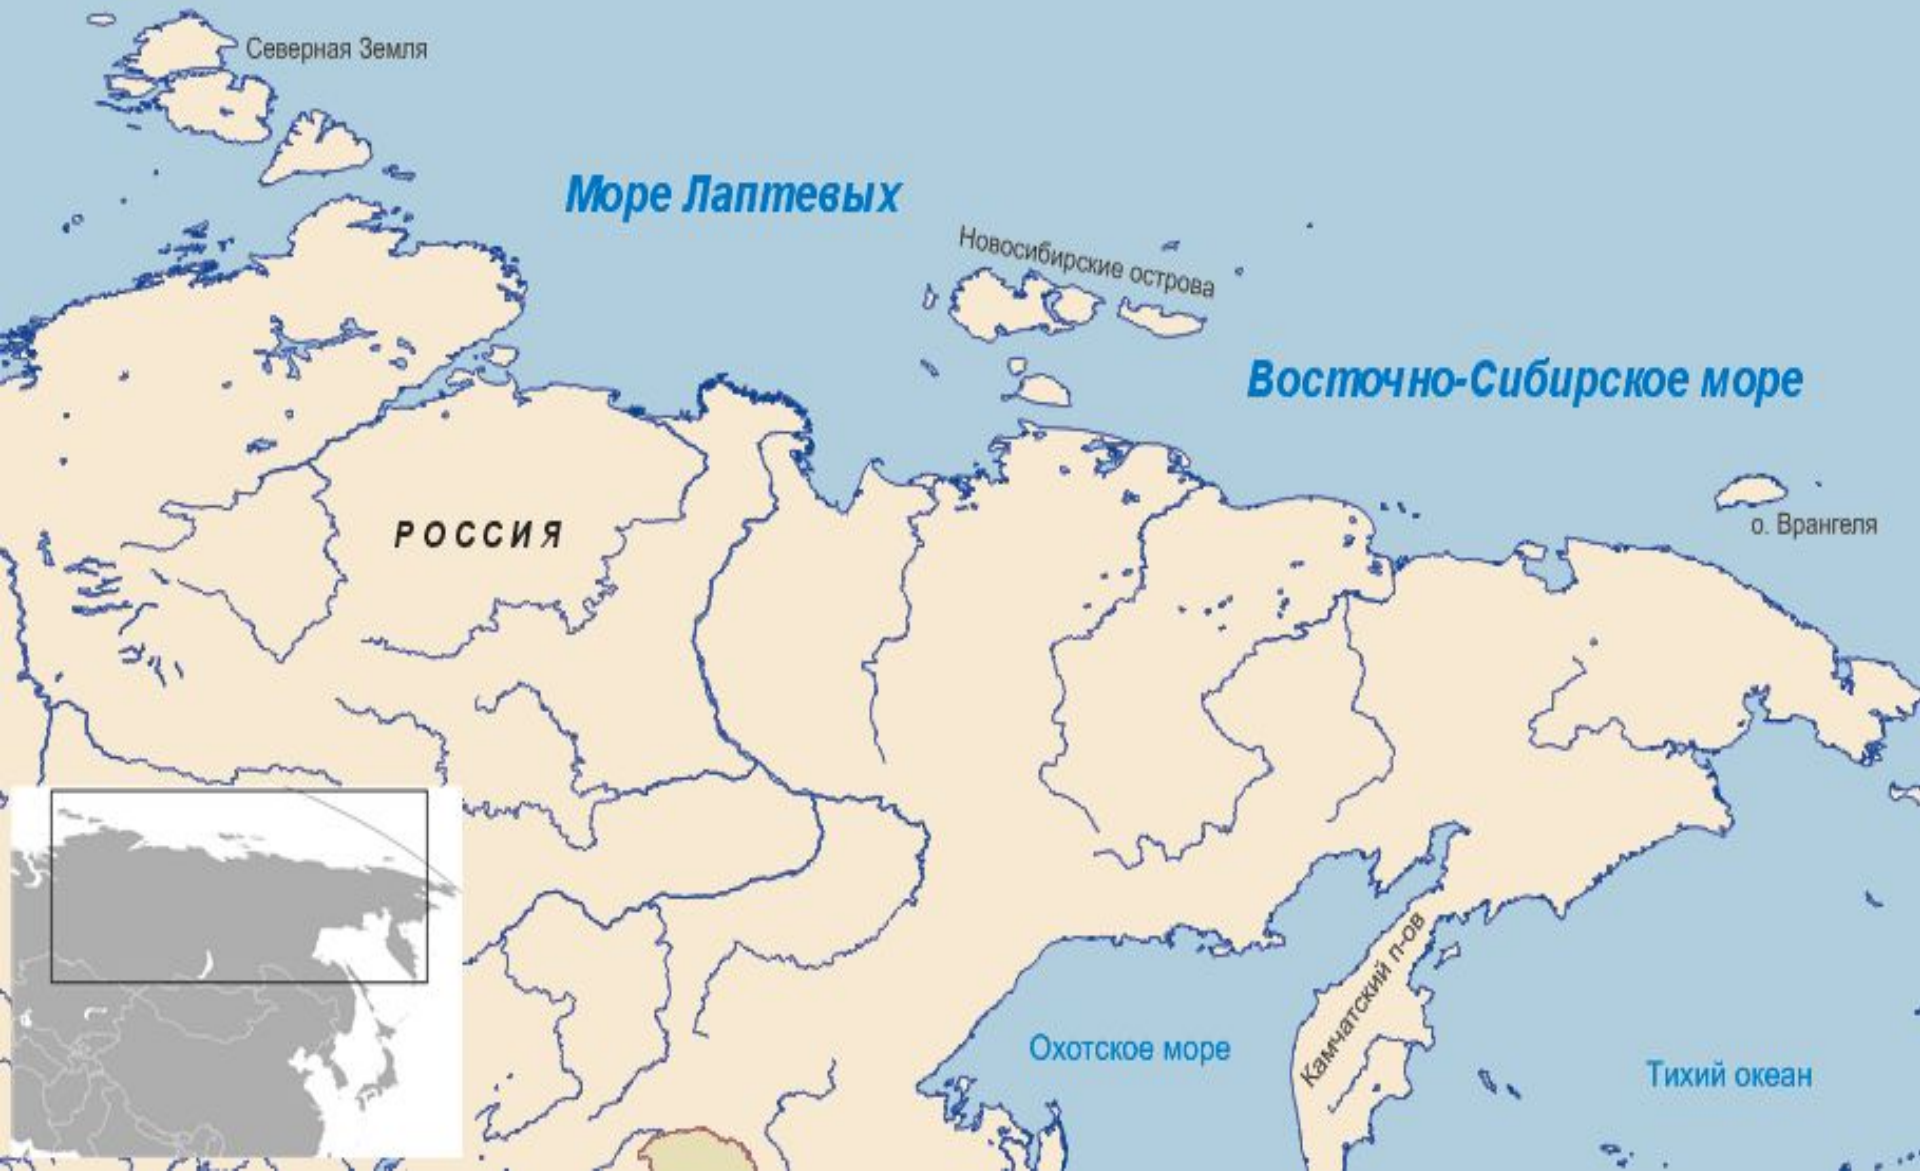 Северная Земля
Море Лаптевых
Новосибирские острова
Восточно-Сибирское море
о. Врангеля
РОССИЯ
Камчатский п-ов
Охотское море
Тихий океан